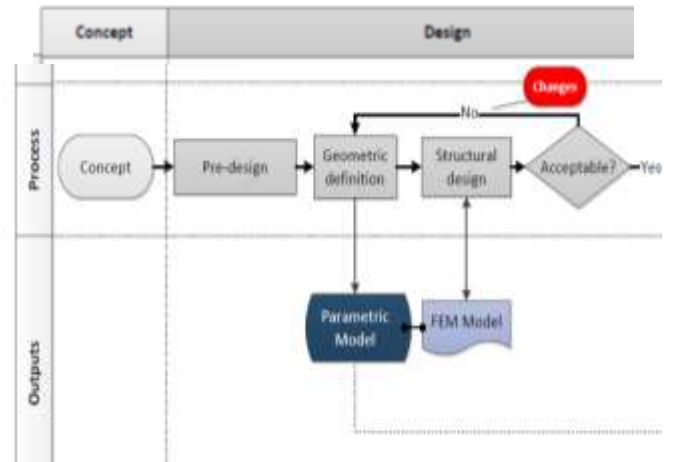 Concept
Design
Changes
No
Process
Concept
Pre-design
Geometric
definition
Structural
design
Acceptable?
Yes
Outputs
Parametric
Model
FEM Model